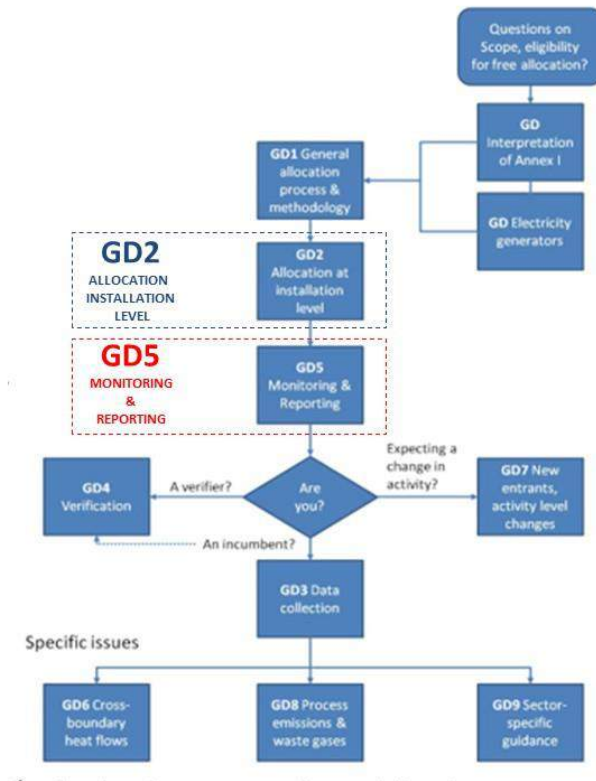 Questions on
Scope, eligibility
for free allocation?
GD
Interpretation
of Annex I
GD1 General
allocation
process &
methodology
GD Electricity
generators
GD2
ALLOCATION
INSTALLATION
LEVEL
GD2
Allocation at
installation
level
GD5
MONITORING
&
REPORTING
GD5
Monitoring &
Reporting
Expecting a
change in
activity?
GD4
Verification
A verifier?
Are
you?
GD7 New
entrants,
activity level
changes
An incumbent?
GD3 Data
collection
Specific issues
GD6 Cross-
boundary
heat flows
GD8 Process
emissions &
waste gases
GD9 Sector-
specific
guidance